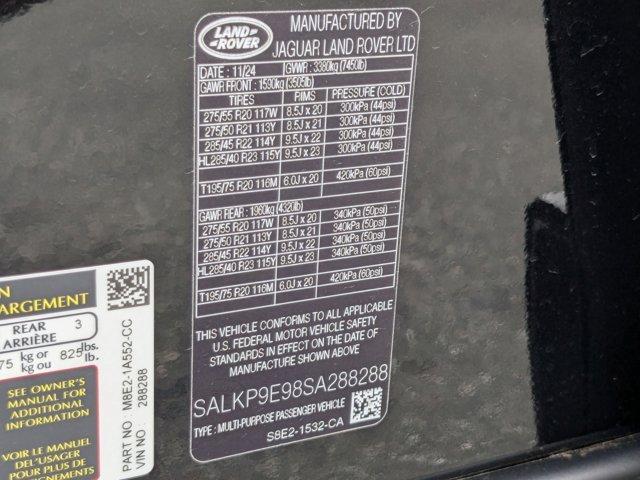 LAND
ROVER
MANUFACTURED BY
JAGUAR LAND ROVER LTD
DATE : 11/24 GVWR : 3380kg (7450lb)
GAWR FRONT : 1590kg (3505lb)
TIRES RIMS PRESSURE (COLD)
275/55 R20 117W 8.5J x 20 300kPa (44psi)
275/50 R21 113Y 8.5J x 21 300kPa (44psi)
285/45 R22 114Y 9.5J x 22 300kPa (44psi)
HL285/40 R23 115Y 9.5J x 23 300kPa (44psi)
T195/75 R20 116M 6.0J x 20 420kPa (60psi)
GAWR REAR : 1960kg (4320lb)
275/55 R20 117W 8.5J x 20 340kPa (50psi)
275/50 R21 113Y 8.5J x 21 340kPa (50psi)
285/45 R22 114Y 9.5J x 22 340kPa (50psi)
HL285/40 R23 115Y 9.5J x 23 340kPa (50psi)
T195/75 R20 116M 6.0J x 20 420kPa (60psi)
THIS VEHICLE CONFORMS TO ALL APPLICABLE
U.S. FEDERAL MOTOR VEHICLE SAFETY
STANDARDS IN EFFECT ON THE DATE OF
MANUFACTURE SHOWN ABOVE
SALKP9E98SA288288
TYPE : MULTI-PURPOSE PASSENGER VEHICLE
S8E2-1532-CA
ARGEMENT
REAR 3
ARRIÈRE
75 kg or 825 lbs.
kg ou lb.
SEE OWNER'S
MANUAL FOR
ADDITIONAL
INFORMATION
VOIR LE MANUEL
DEL'USAGER
POUR PLUS DE
PART NO M8E2-1A552-CC
VIN NO 288288